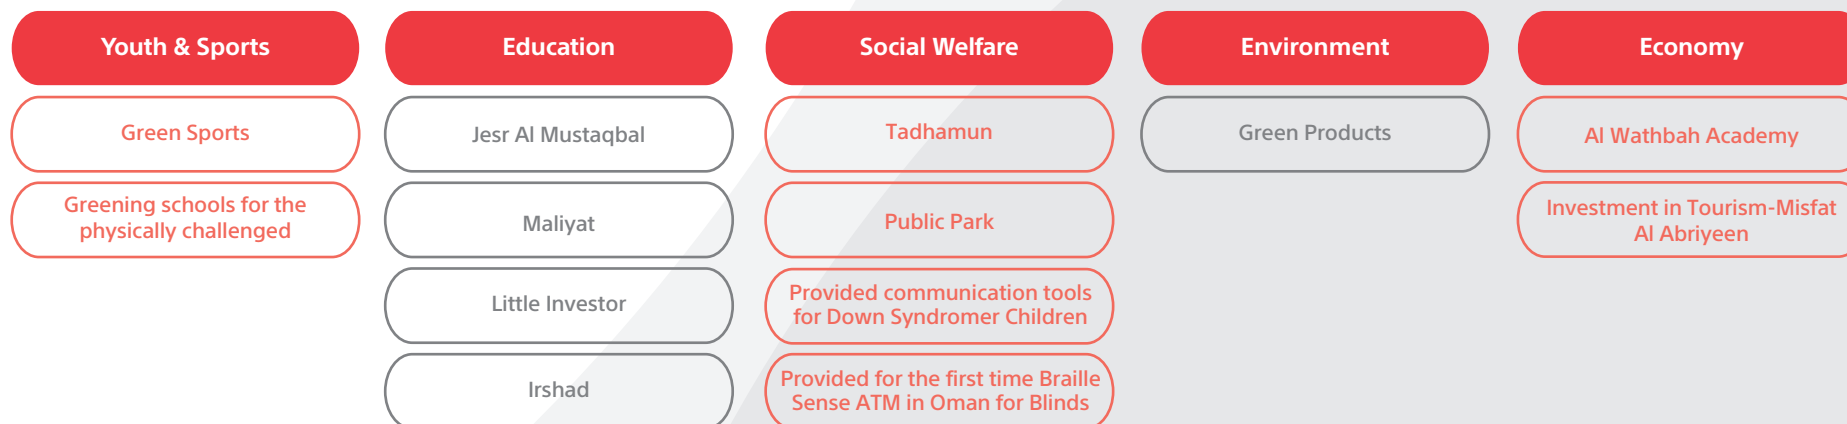 Youth & Sports
Green Sports
Greening schools for the
physically challenged
Education
Jesr Al Mustaqbal
Maliyat
Little Investor
Irshad
Social Welfare
Tadhamun
Public Park
Provided communication tools
for Down Syndromer Children
Provided for the first time Braille
Sense ATM in Oman for Blinds
Environment
Green Products
Economy
Al Wathbah Academy
Investment in Tourism-Misfat
Al Abriyeen